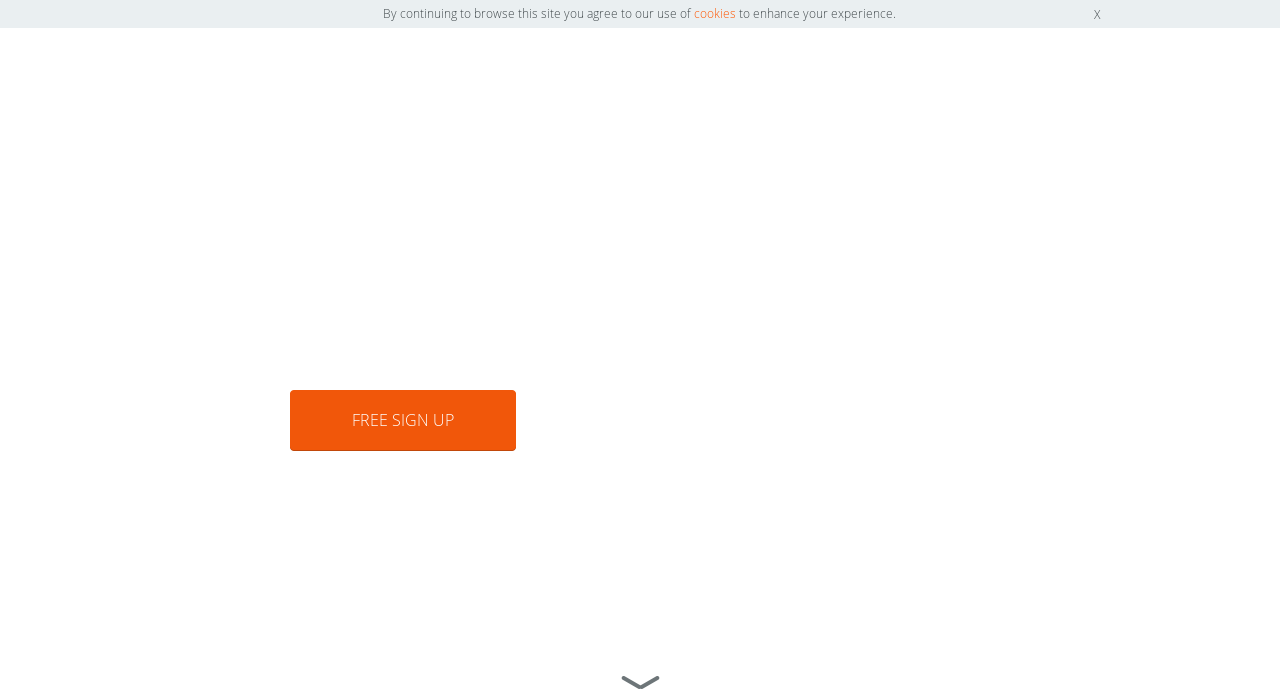 By continuing to browse this site you agree to our use of cookies to enhance your experience.
X
FREE SIGN UP